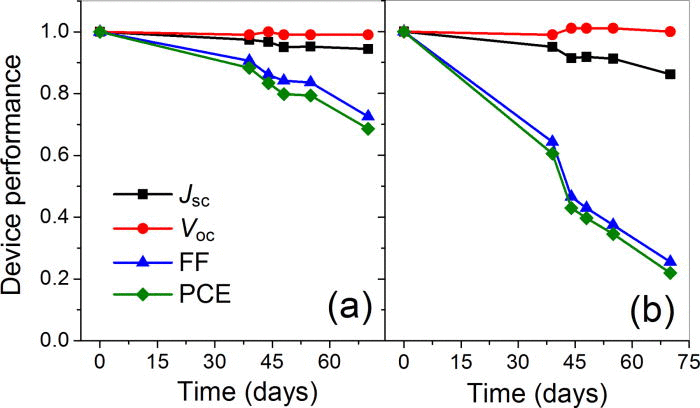 Device performance
1.0
0.8
0.6
0.4
0.2
0.0
Jsc
Voc
FF
PCE
(a)
(b)
0 15 30 45 60
0 15 30 45 60 75
Time (days)
Time (days)